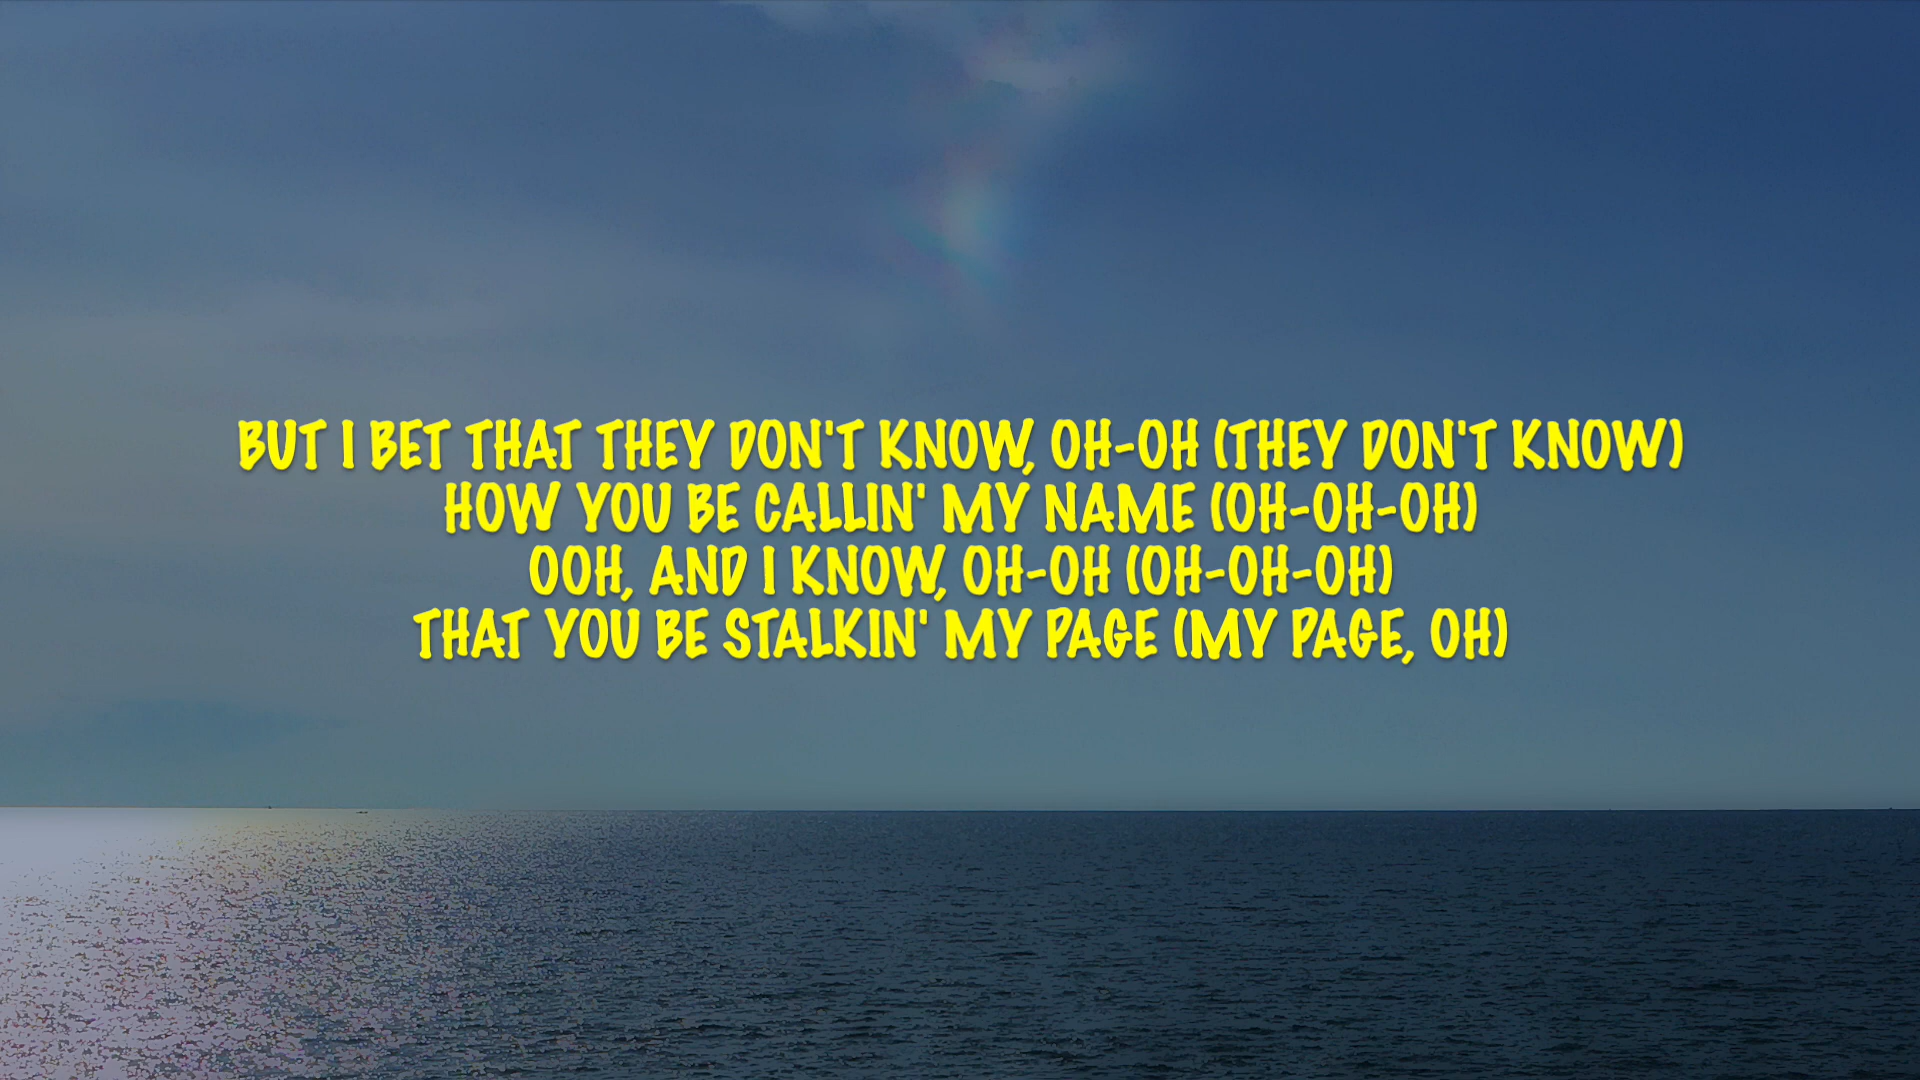 BUT I BET THAT THEY DON'T KNOW, OH-OH (THEY DON'T KNOW)
HOW YOU BE CALLIN' MY NAME (OH-OH-OH)
OOH, AND I KNOW, OH-OH (OH-OH-OH)
THAT YOU BE STALKIN' MY PAGE (MY PAGE, OH)